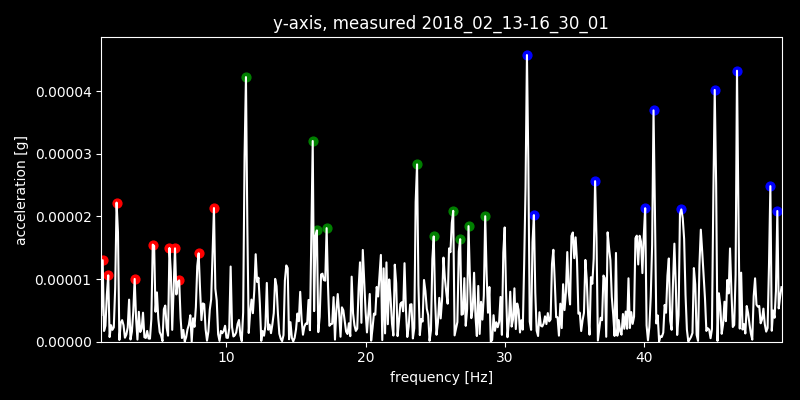 y-axis, measured 2018_02_13-16_30_01
0.00004
0.00003
0.00002
0.00001
0.00000
acceleration [g]
10 20 30 40
frequency [Hz]